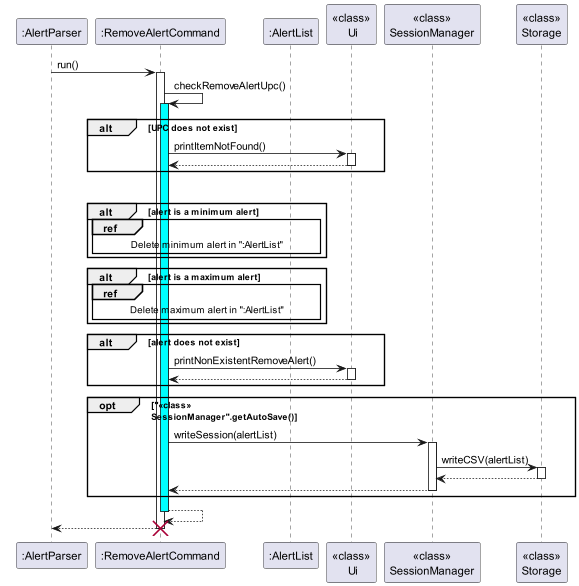 :AlertParser
:RemoveAlertCommand
:AlertList
«class»
Ui
«class»
SessionManager
«class»
Storage
run()
checkRemoveAlertUpc()
alt [UPC does not exist]
printItemNotFound()
alt [alert is a minimum alert]
ref
Delete minimum alert in ":AlertList"
alt [alert is a maximum alert]
ref
Delete maximum alert in ":AlertList"
alt [alert does not exist]
printNonExistentRemoveAlert()
opt ["«class»
SessionManager".getAutoSave()]
writeSession(alertList)
writeCSV(alertList)
:AlertParser
:RemoveAlertCommand
:AlertList
«class»
Ui
«class»
SessionManager
«class»
Storage